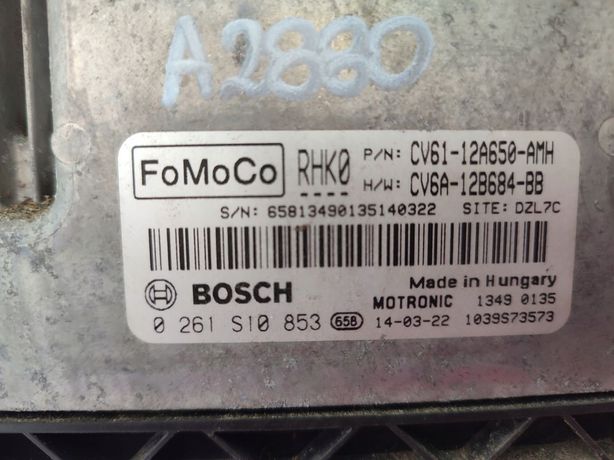 A2880
FoMoCo RHK0 P/N: CV61-12A650-AMH
H/W: CV6A-12B684-BB
S/N: 65813490135140322 SITE: DZL7C
BOSCH Made in Hungary
MOTRONIC 1349 0135
0 261 S10 853 658 14-03-22 1039S73573